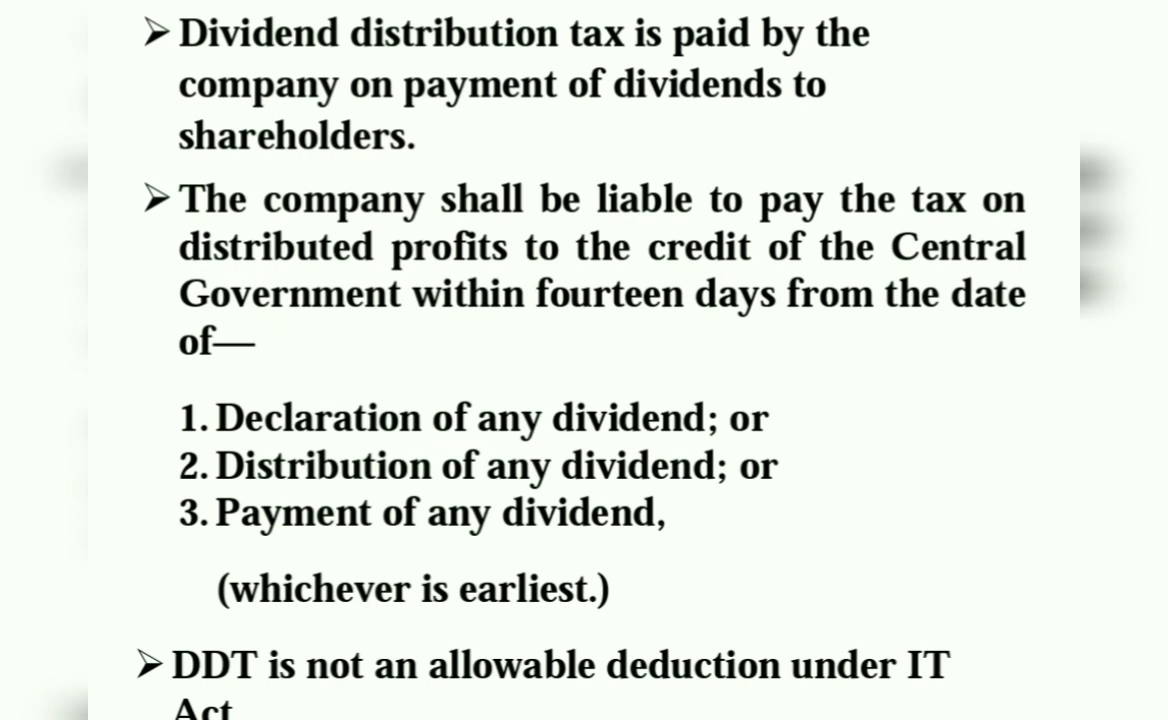 ➢ Dividend distribution tax is paid by the
company on payment of dividends to
shareholders.
➢ The company shall be liable to pay the tax on
distributed profits to the credit of the Central
Government within fourteen days from the date
of—
1. Declaration of any dividend; or
2. Distribution of any dividend; or
3. Payment of any dividend,
(whichever is earliest.)
➢ DDT is not an allowable deduction under IT
Act